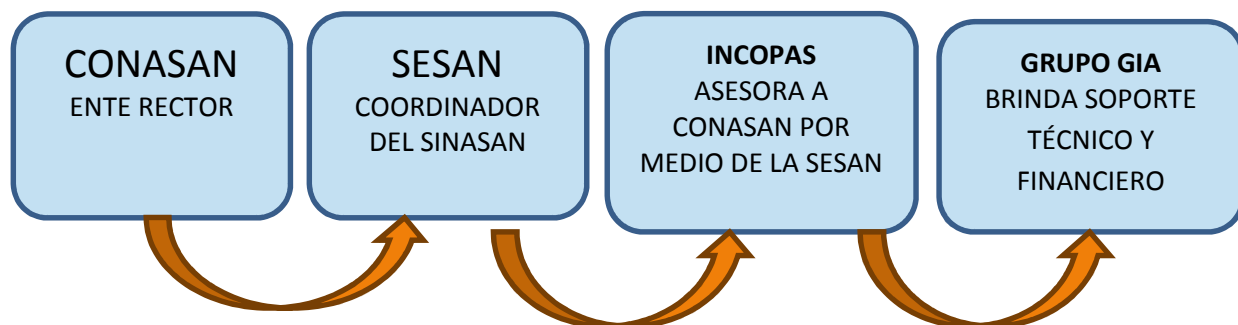 CONASAN
ENTE RECTOR
SESAN
COORDINADOR
DEL SINASAN
INCOPAS
ASESORA A
CONASAN POR
MEDIO DE LA SESAN
GRUPO GIA
BRINDA SOPORTE
TÉCNICO Y
FINANCIERO